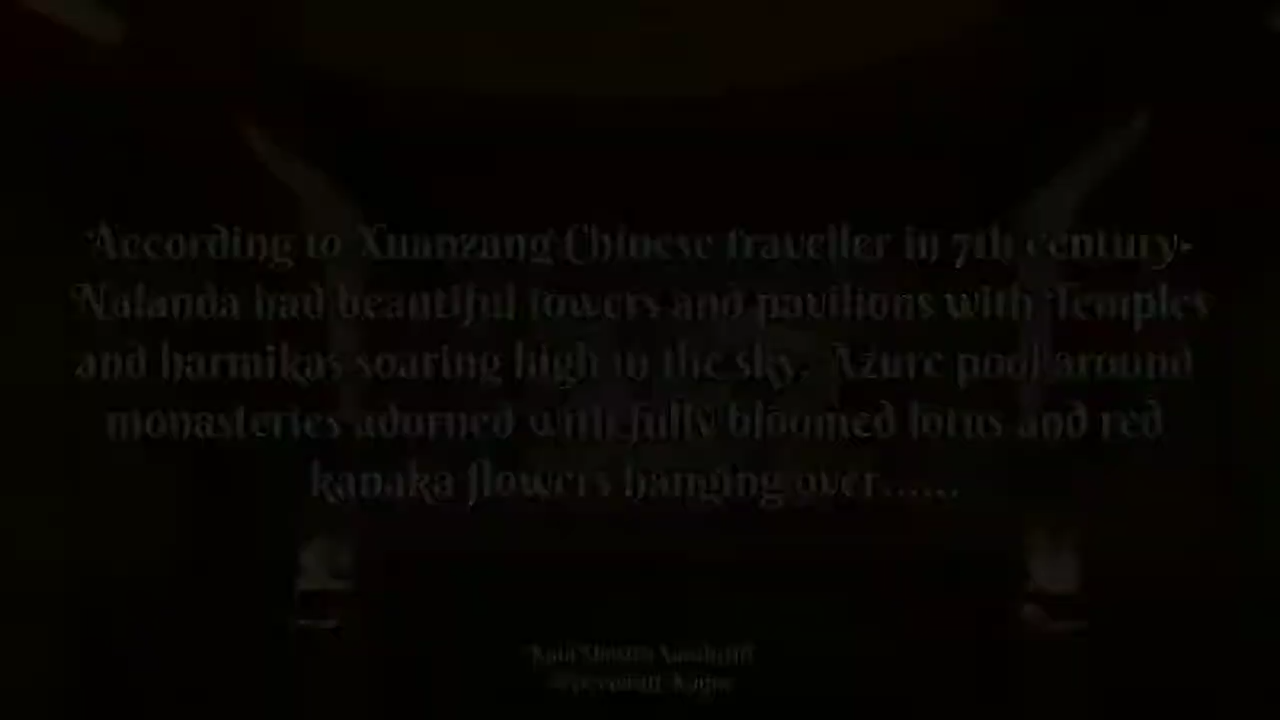 According to Xuanzang Chinese traveller in 7th century-
Nalanda had beautiful towers and pavilions with Temples
and harmikas soaring high in the sky. Azure pool around
monasteries adorned with fully bloomed lotus and red
kanaka flowers hanging over......